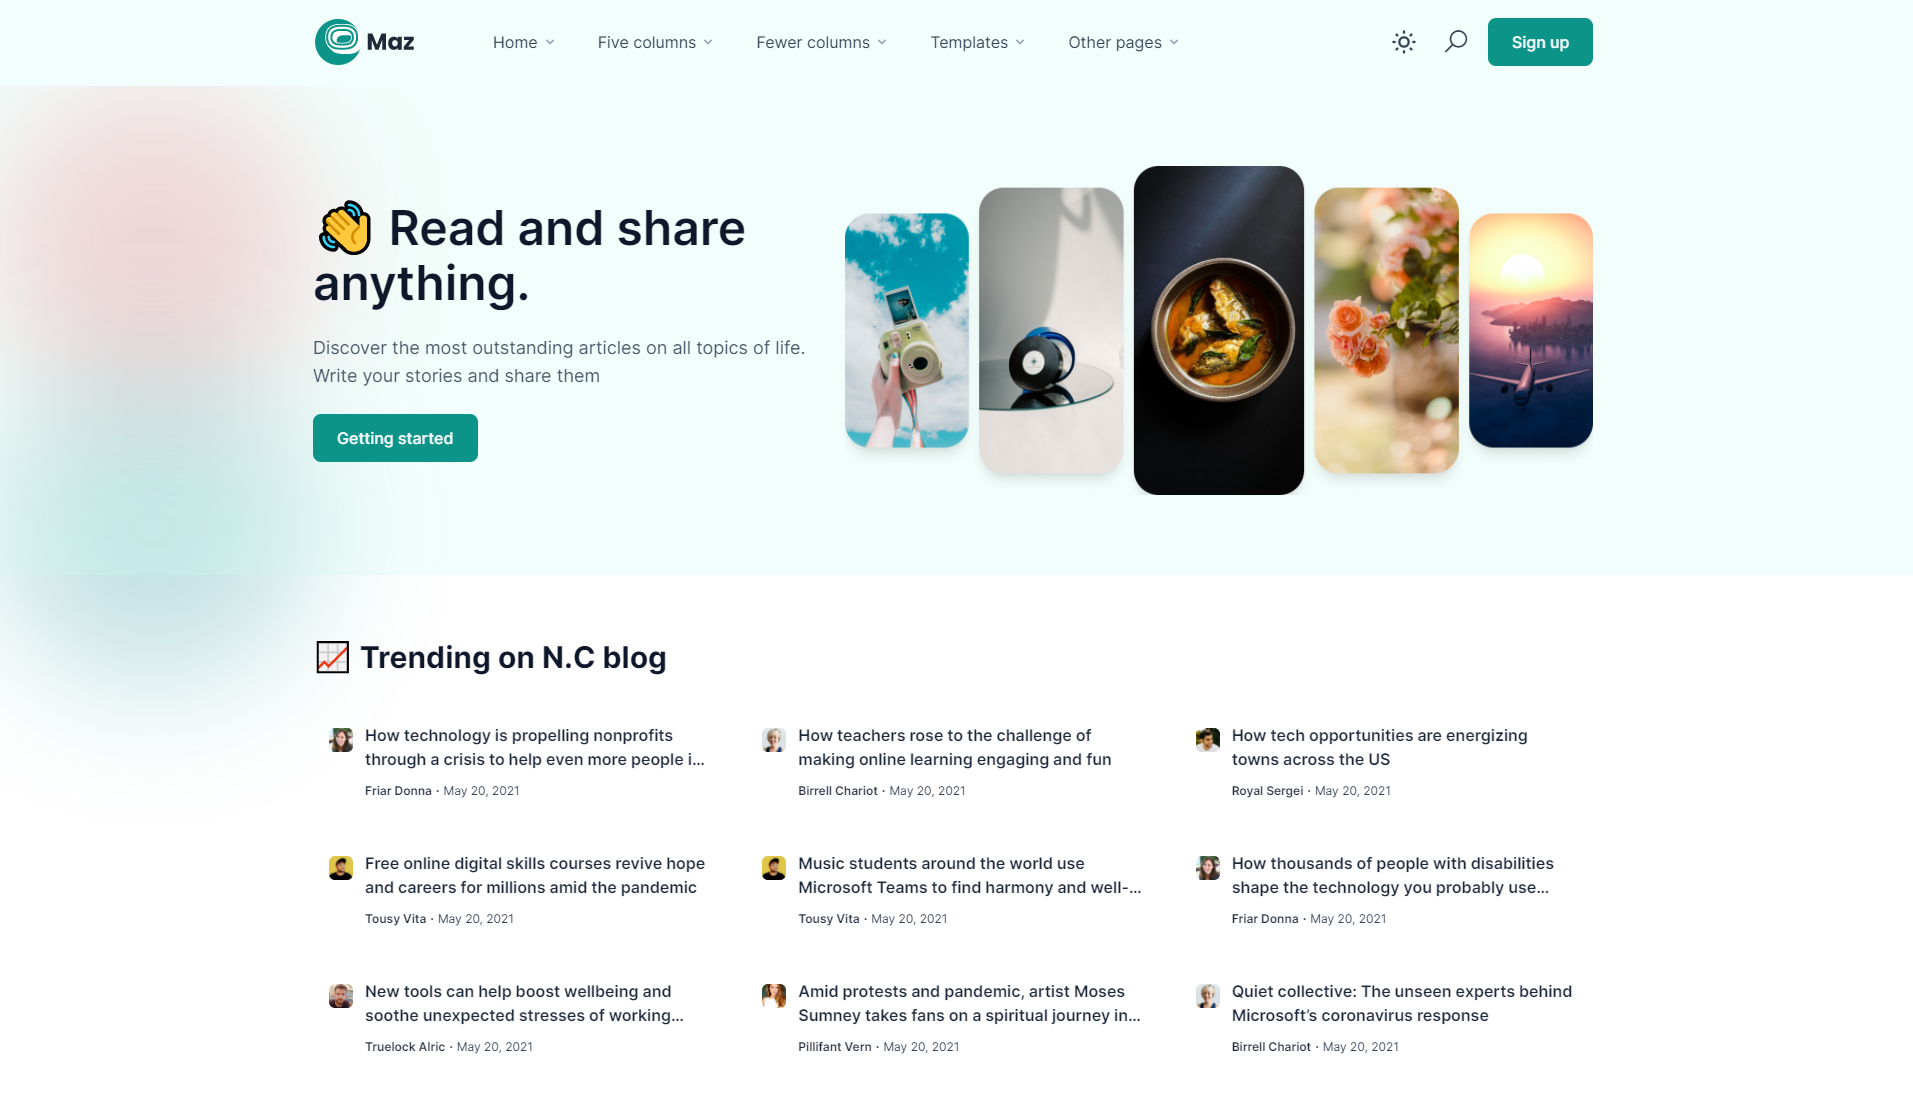 Maz
Home
Five columns
Fewer columns
Templates
Other pages
Sign up
👋 Read and share
anything.
Discover the most outstanding articles on all topics of life.
Write your stories and share them
Getting started
📈 Trending on N.C blog
How technology is propelling nonprofits
through a crisis to help even more people i...
Friar Donna · May 20, 2021
How teachers rose to the challenge of
making online learning engaging and fun
Birrell Chariot · May 20, 2021
How tech opportunities are energizing
towns across the US
Royal Sergei · May 20, 2021
Free online digital skills courses revive hope
and careers for millions amid the pandemic
Tousy Vita · May 20, 2021
Music students around the world use
Microsoft Teams to find harmony and well-...
Tousy Vita · May 20, 2021
How thousands of people with disabilities
shape the technology you probably use...
Friar Donna · May 20, 2021
New tools can help boost wellbeing and
soothe unexpected stresses of working...
Truelock Alric · May 20, 2021
Amid protests and pandemic, artist Moses
Sumney takes fans on a spiritual journey in...
Pillifant Vern · May 20, 2021
Quiet collective: The unseen experts behind
Microsoft’s coronavirus response
Birrell Chariot · May 20, 2021